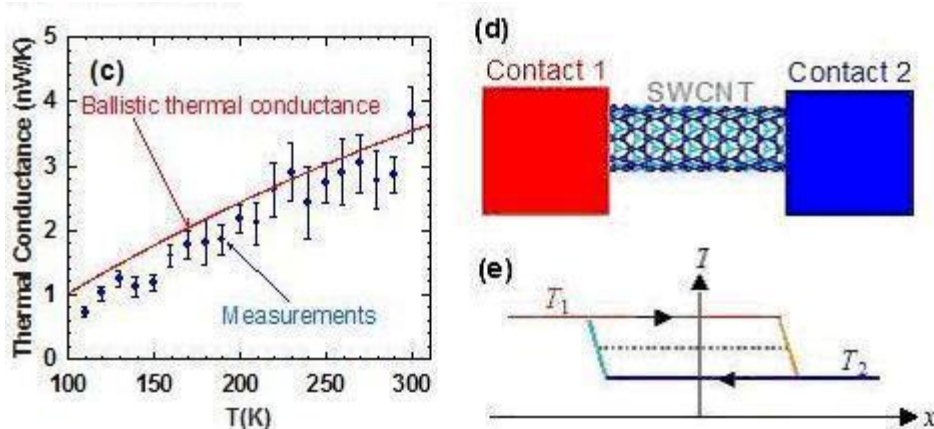 (c)
Ballistic thermal conductance
Measurements
Thermal Conductance (nW/K)
5
4
3
2
1
0
100 150 200 250 300
T(K)
(d)
Contact 1
SWCNT
Contact 2
(e)
T
T1
T2
x